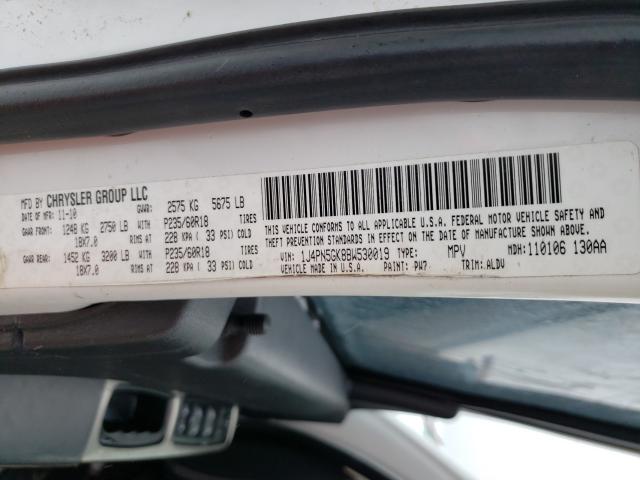 MFD BY CHRYSLER GROUP LLC
DATE OF MFR: 11-10 GVWR: 2575 KG 5675 LB
GAWR FRONT: 1248 KG 2750 LB WITH P235/60R18 TIRES
18X7.0 RIMS AT 228 KPA ( 33 PSI) COLD
GAWR REAR: 1452 KG 3200 LB WITH P235/60R18 TIRES
18X7.0 RIMS AT 228 KPA ( 33 PSI) COLD
THIS VEHICLE CONFORMS TO ALL APPLICABLE U.S.A. FEDERAL MOTOR VEHICLE SAFETY AND
THEFT PREVENTION STANDARDS IN EFFECT ON THE DATE OF MANUFACTURE SHOWN ABOVE.
VIN: 1J4PN5GK8BW530019 TYPE: MPV MDH: 110106 130AA
VEHICLE MADE IN U.S.A. PAINT: PW7 TRIM: ALDV